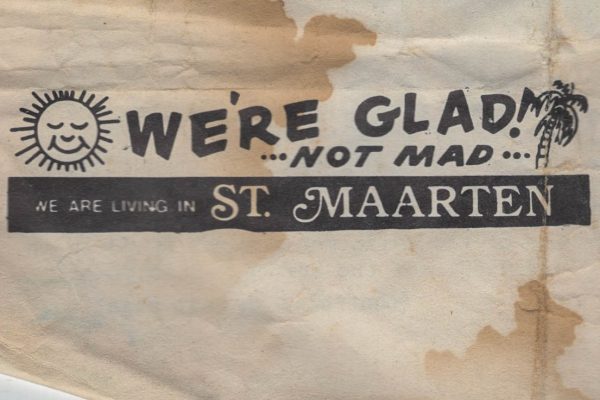 WE'RE GLAD!
...NOT MAD...
WE ARE LIVING IN ST. MAARTEN